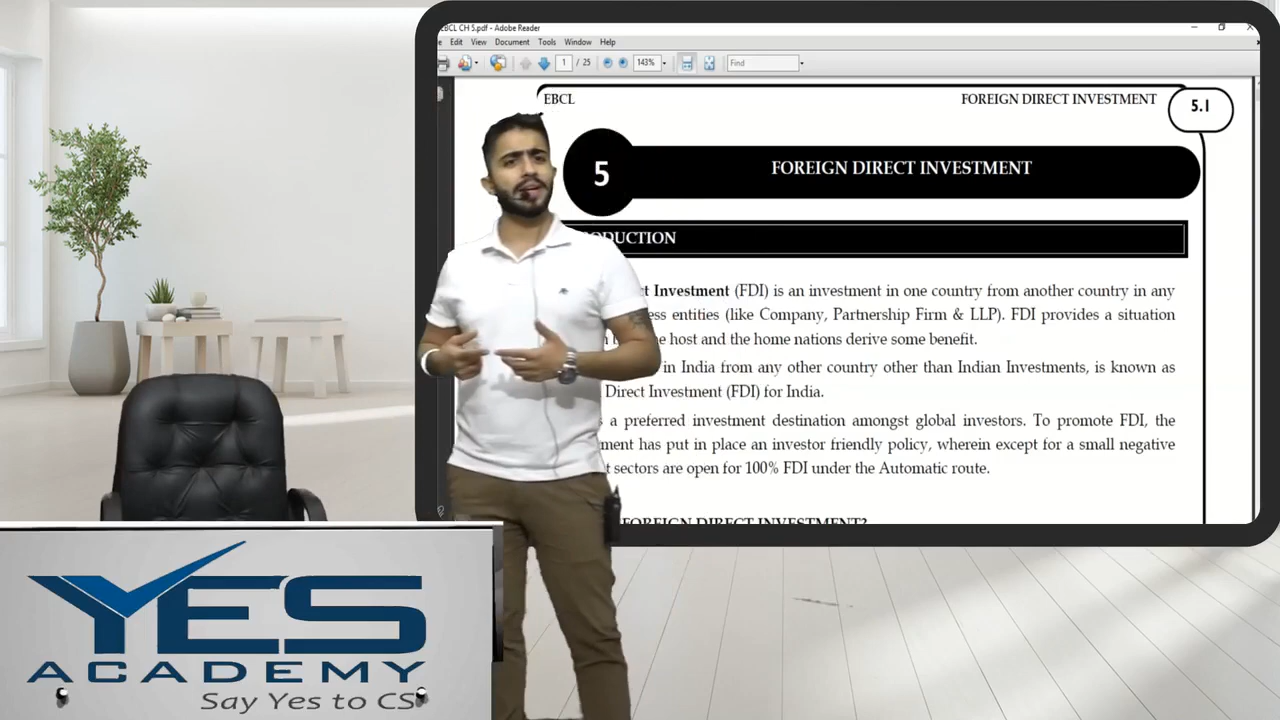 EBCL CH 5.pdf - Adobe Reader
Edit View Document Tools Window Help
1 / 25 143% Find
EBCL FOREIGN DIRECT INVESTMENT 5.1
5 FOREIGN DIRECT INVESTMENT
Investment (FDI) is an investment in one country from another country in any
entities (like Company, Partnership Firm & LLP). FDI provides a situation
host and the home nations derive some benefit.
in India from any other country other than Indian Investments, is known as
Direct Investment (FDI) for India.
a preferred investment destination amongst global investors. To promote FDI, the
has put in place an investor friendly policy, wherein except for a small negative
sectors are open for 100% FDI under the Automatic route.
FOREIGN DIRECT INVESTMENT?
YES
ACADEMY
Say Yes to CS